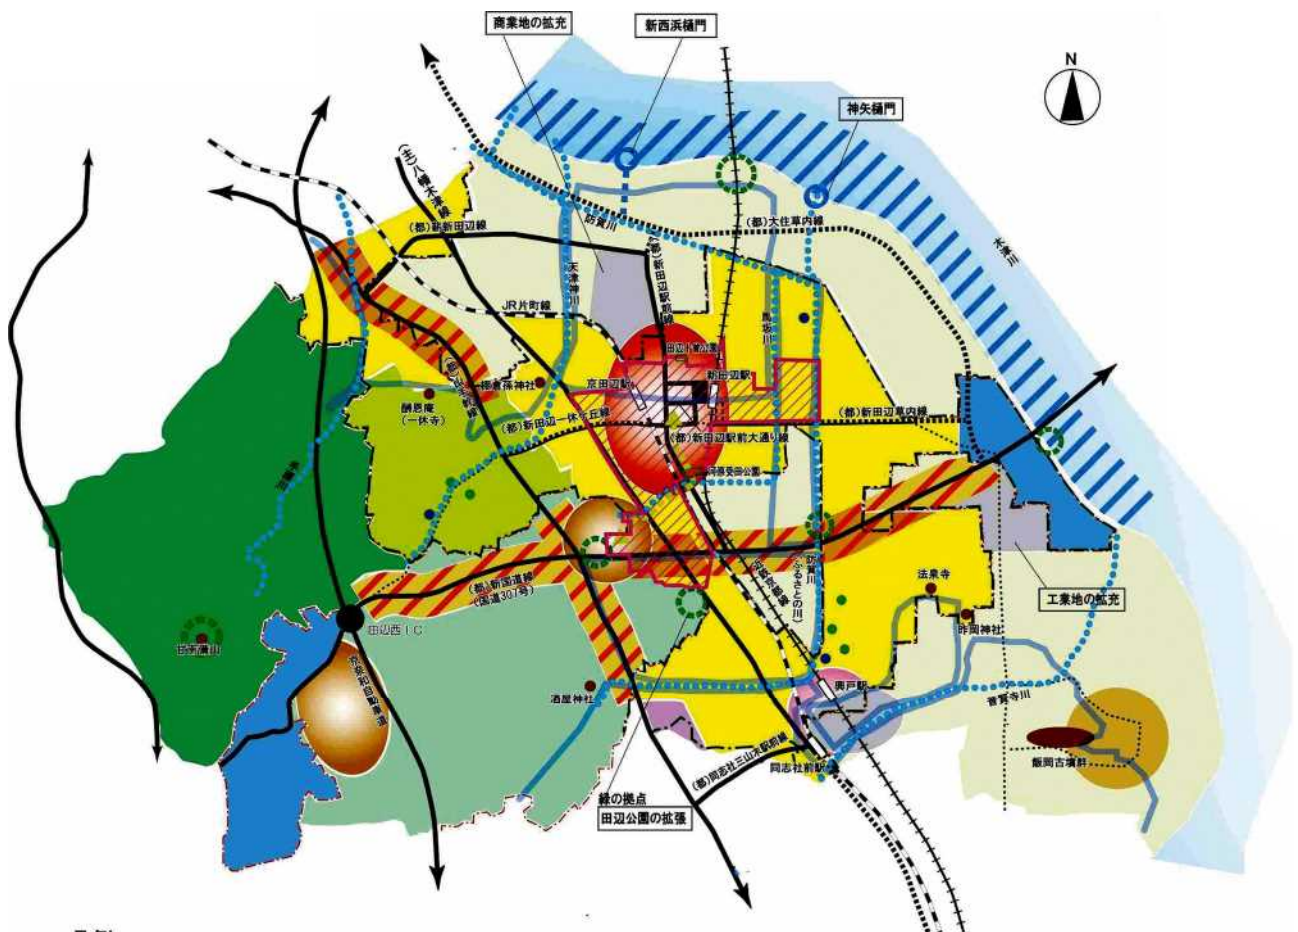 商業地の拡充
新西浜樋門
N
神矢樋門
(主)八幡木津線
(都)薪新田辺線
防賀川
(都)大住草内線
木津川
天津神川
(都)新田辺駅前線
JR片町線
馬坂川
京田辺駅
新田辺駅
棚倉孫神社
酬恩庵
(一休寺)
(都)新田辺一休ケ丘線
(都)新田辺草内線
(都)新田辺駅前大通り線
河原受田公園
(都)新国道線
(国道307号)
近鉄京都線
防賀川
(ふるさとの川)
法泉寺
工業地の拡充
咋岡神社
田辺西IC
甘南備山
京奈和自動車道
酒屋神社
興戸駅
普賢寺川
飯岡古墳群
同志社前駅
(都)同志社三山木駅前線
緑の拠点
田辺公園の拡張